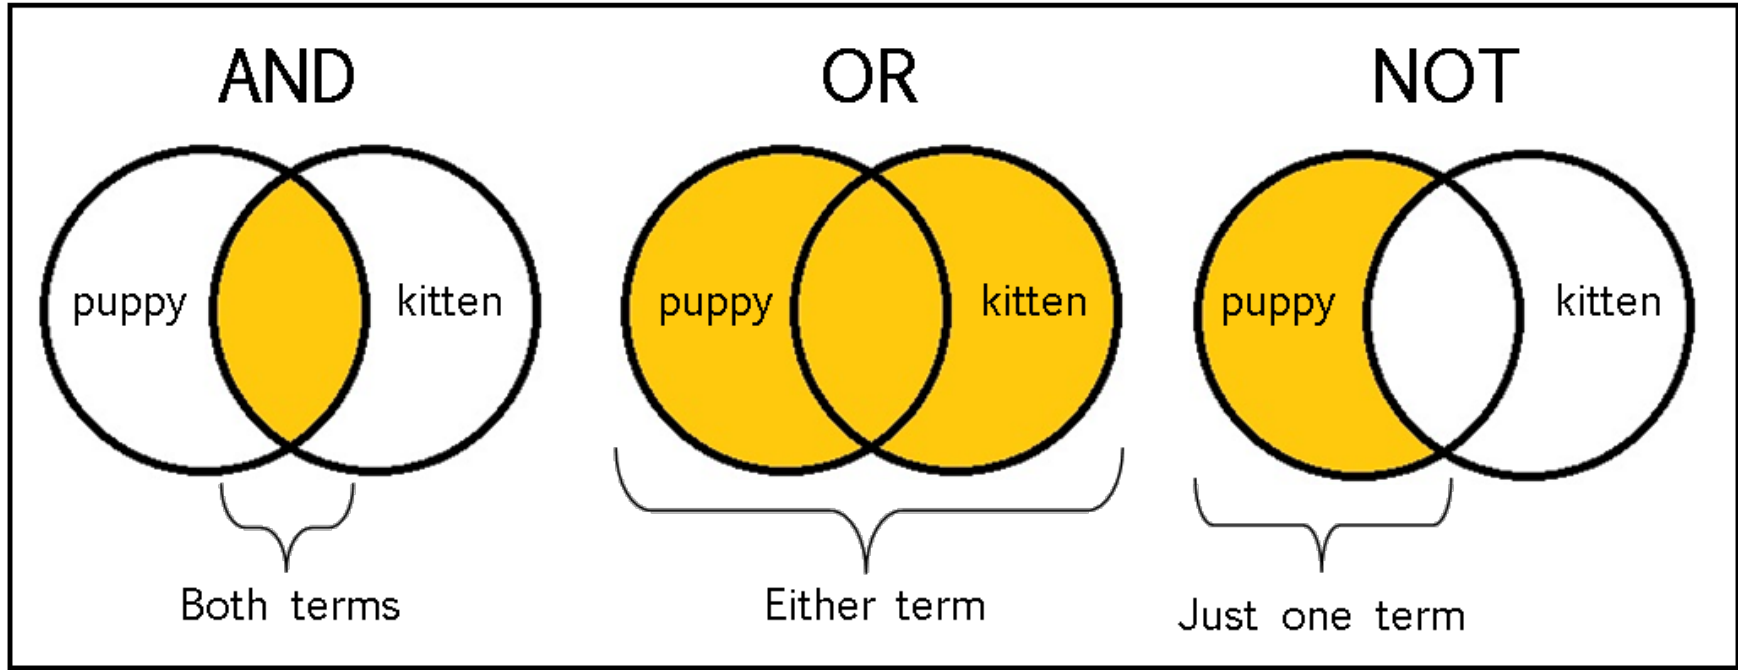 AND
puppy
kitten
Both terms
OR
puppy
kitten
Either term
NOT
puppy
kitten
Just one term